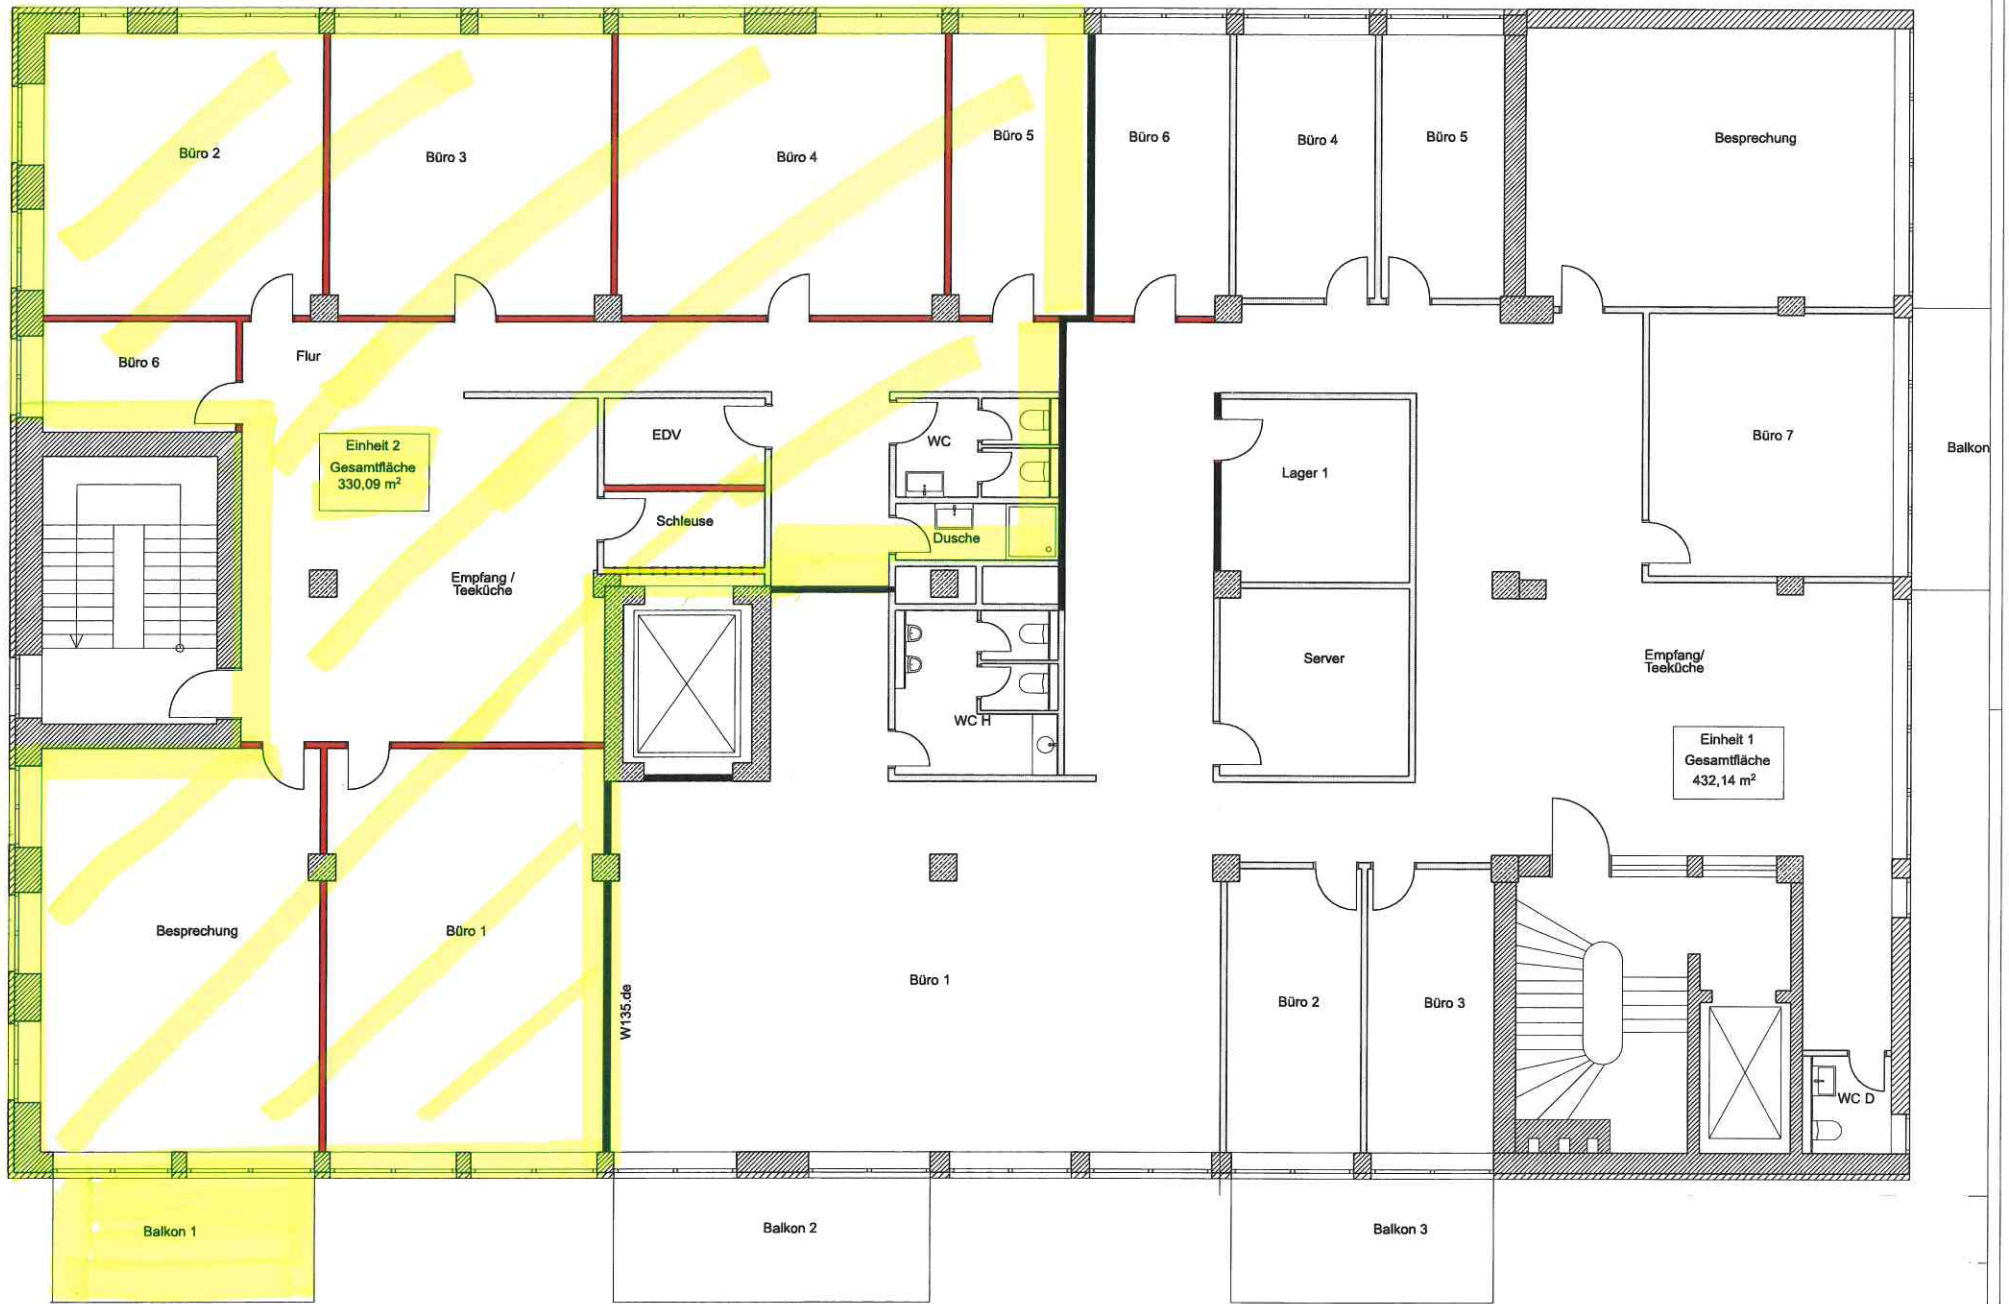 Büro 2
Büro 3
Büro 4
Büro 5
Büro 6
Büro 4
Büro 5
Besprechung
Büro 6
Flur
Einheit 2
Gesamtfläche
330,09 m²
EDV
Schleuse
WC
Dusche
Empfang /
Teeküche
Lager 1
Server
WC H
Büro 7
Balkon
Empfang/
Teeküche
Einheit 1
Gesamtfläche
432,14 m²
Besprechung
Büro 1
W135.de
Büro 1
Büro 2
Büro 3
WC D
Balkon 1
Balkon 2
Balkon 3